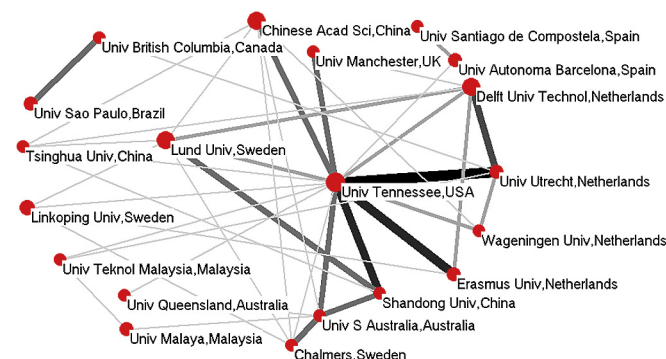 Chinese Acad Sci,China
Univ Santiago de Compostela,Spain
Univ British Columbia,Canada
Univ Manchester,UK
Univ Autonoma Barcelona,Spain
Delft Univ Technol,Netherlands
Univ Sao Paulo,Brazil
Tsinghua Univ,China
Lund Univ,Sweden
Univ Utrecht,Netherlands
Univ Tennessee,USA
Linkoping Univ,Sweden
Wageningen Univ,Netherlands
Univ Teknol Malaysia,Malaysia
Erasmus Univ,Netherlands
Univ Queensland,Australia
Shandong Univ,China
Univ S Australia,Australia
Univ Malaya,Malaysia
Chalmers,Sweden